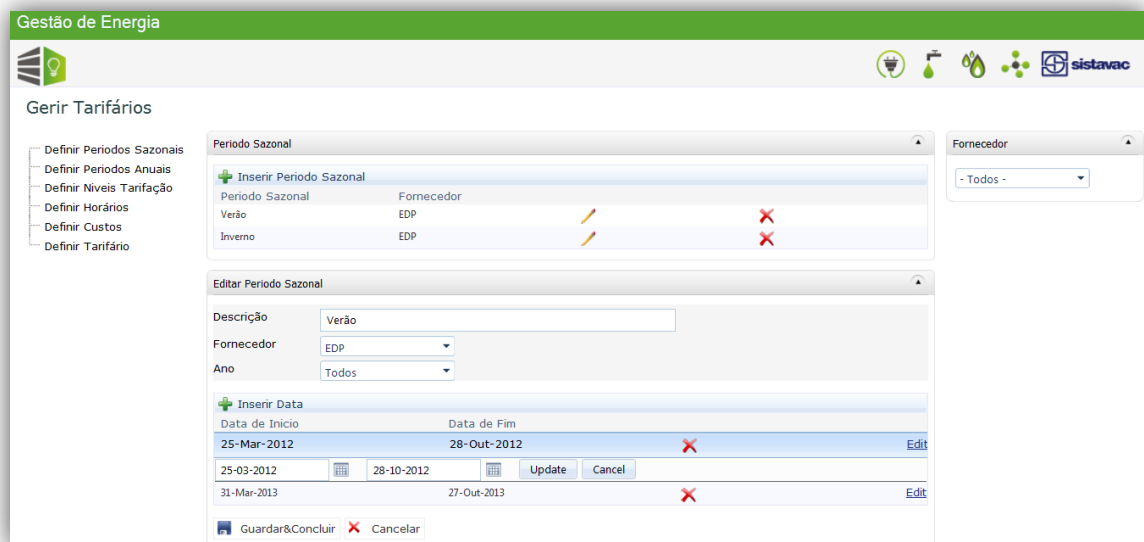 Gestão de Energia
sistavac
Gerir Tarifários
Definir Periodos Sazonais
Definir Periodos Anuais
Definir Niveis Tarifação
Definir Horários
Definir Custos
Definir Tarifário
Periodo Sazonal
Inserir Periodo Sazonal
Periodo Sazonal Fornecedor
Verão EDP
Inverno EDP
Fornecedor
- Todos -
Editar Periodo Sazonal
Descrição Verão
Fornecedor EDP
Ano Todos
Inserir Data
Data de Inicio Data de Fim
25-Mar-2012 28-Out-2012 Edit
25-03-2012 28-10-2012 Update Cancel
31-Mar-2013 27-Out-2013 Edit
Guardar&Concluir Cancelar